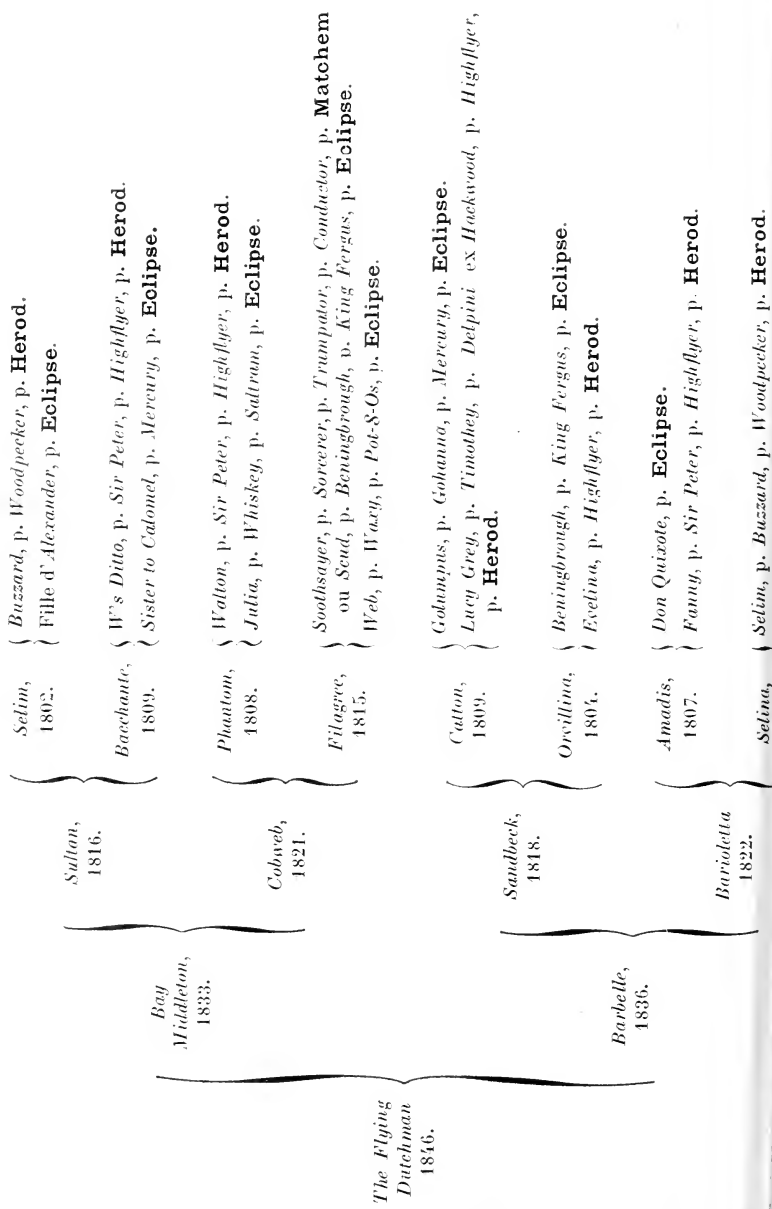 The Flying
Dutchman
1846.
Bay
Middleton,
1833.
Barbelle,
1836.
Sultan,
1816.
Cobweb,
1821.
Sandbeck,
1818.
Barioletta
1822.
Selim,
1802.
Bacchante,
1809.
Phantom,
1808.
Filagree,
1815.
Catton,
1809.
Orvillina,
1804.
Amadis,
1807.
Selina,
Buzzard, p. Woodpecker, p. Herod.
Fille d'Alexander, p. Eclipse.
W's Ditto, p. Sir Peter, p. Highflyer, p. Herod.
Sister to Calomel, p. Mercury, p. Eclipse.
Walton, p. Sir Peter, p. Highflyer, p. Herod.
Julia, p. Whiskey, p. Saltram, p. Eclipse.
Soothsayer, p. Sorcerer, p. Trumpator, p. Conductor, p. Matchem
ou Scud, p. Beningbrough, p. King Fergus, p. Eclipse.
Web, p. Waxy, p. Pot-S-Os, p. Eclipse.
Golumpus, p. Gohanna, p. Mercury, p. Eclipse
Lucy Grey, p. Timothey, p. Delpini ex Hackwood, p. Highflyer,
p. Herod.
Beningbrough, p. King Fergus, p. Eclipse.
Evelina, p. Highflyer, p. Herod.
Don Quixote, p. Eclipse.
Fanny, p. Sir Peter, p. Highflyer, p. Herod.
Selim, p. Buzzard, p. Woodpecker, p. Herod.